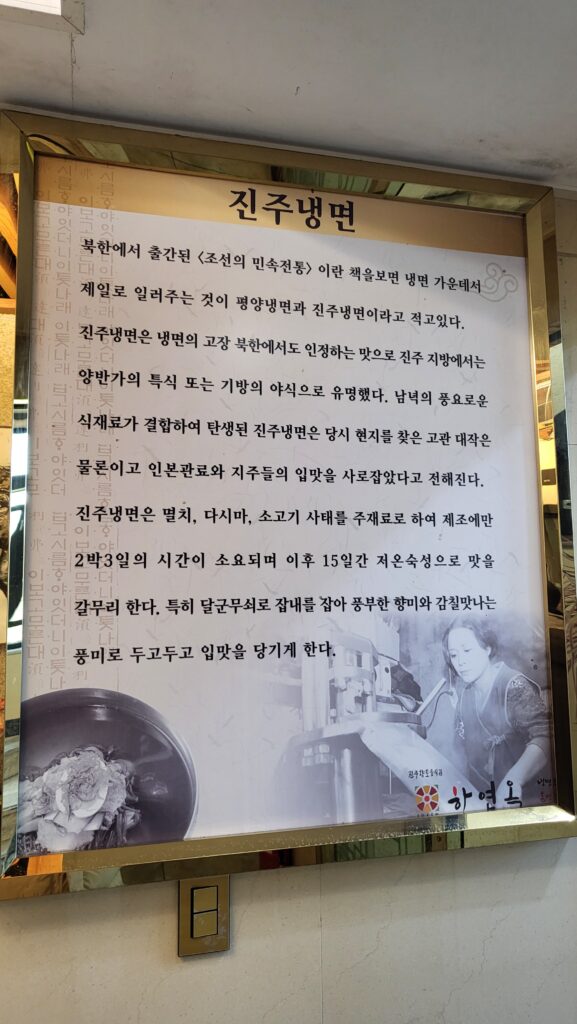 진주냉면
북한에서 출간된 〈조선의 민속전통〉 이란 책을보면 냉면 가운데서
제일로 일러주는 것이 평양냉면과 진주냉면이라고 적고있다.
진주냉면은 냉면의 고장 북한에서도 인정하는 맛으로 진주 지방에서는
양반가의 특식 또는 기방의 야식으로 유명했다. 남녘의 풍요로운
식재료가 결합하여 탄생된 진주냉면은 당시 현지를 찾은 고관 대작은
물론이고 인본관료와 지주들의 입맛을 사로잡았다고 전해진다.
진주냉면은 멸치, 다시마, 소고기 사태를 주재료로 하여 제조에만
2박3일의 시간이 소요되며 이후 15일간 저온숙성으로 맛을
갈무리 한다. 특히 달군무쇠로 잡내를 잡아 풍부한 향미와 감칠맛나는
풍미로 두고두고 입맛을 당기게 한다.
하연옥